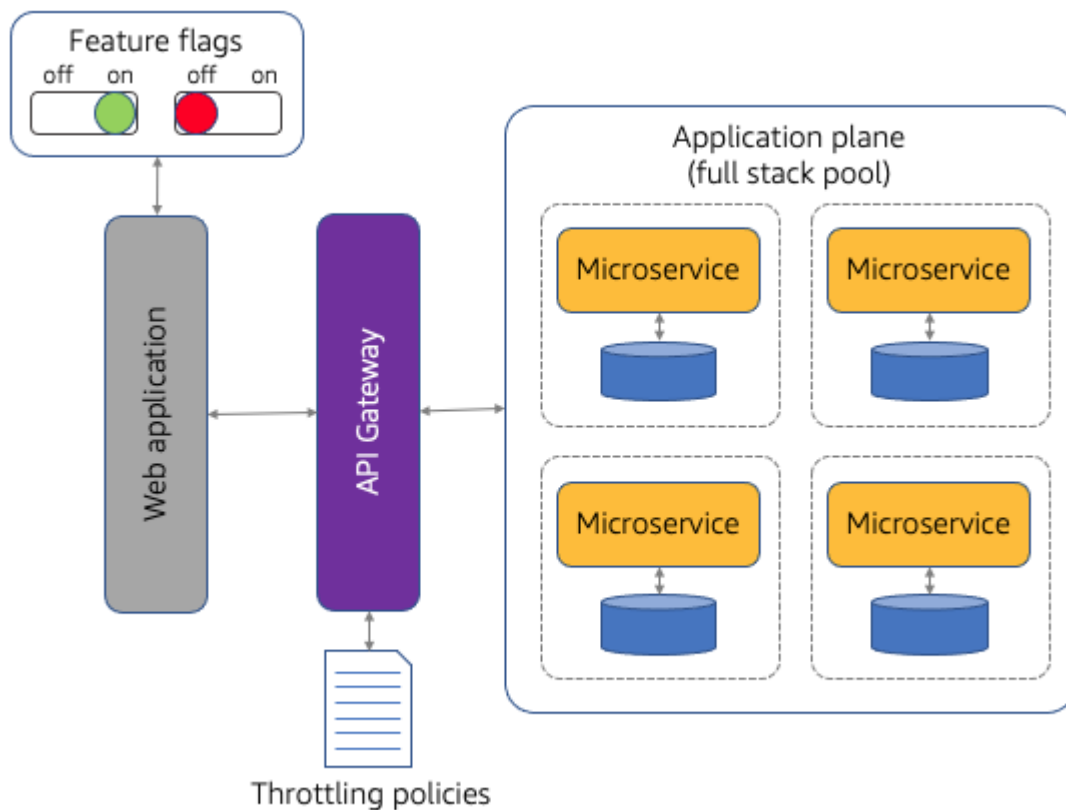 Feature flags
off on off on
Application plane
(full stack pool)
Web application
API Gateway
Microservice
Microservice
Microservice
Microservice
Throttling policies